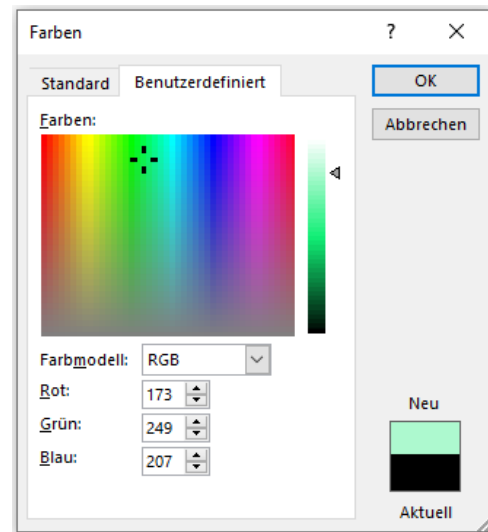 Farben ?
Standard Benutzerdefiniert
OK
Abbrechen
Farben:
Farbmodell: RGB
Rot: 173
Grün: 249
Blau: 207
Neu
Aktuell